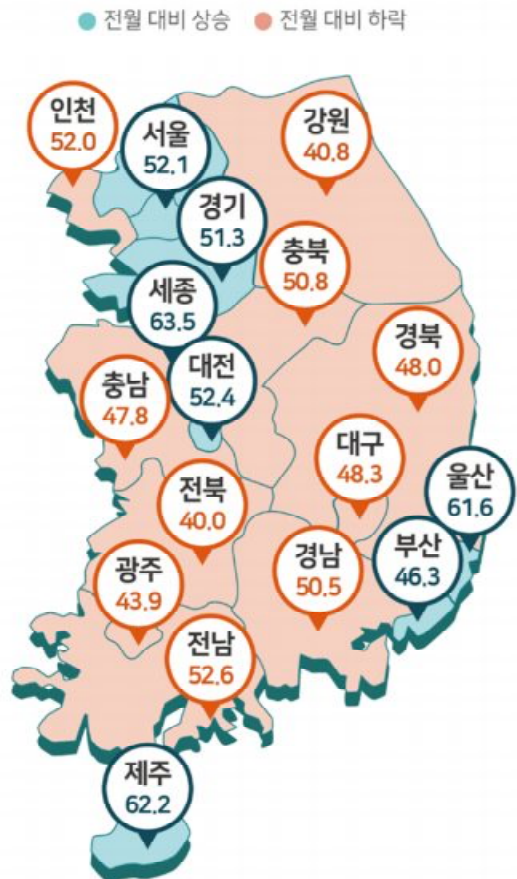 전월 대비 상승 전월 대비 하락
인천
52.0
서울
52.1
강원
40.8
경기
51.3
충북
50.8
세종
63.5
경북
48.0
대전
52.4
충남
47.8
대구
48.3
울산
61.6
전북
40.0
부산
46.3
경남
50.5
광주
43.9
전남
52.6
제주
62.2